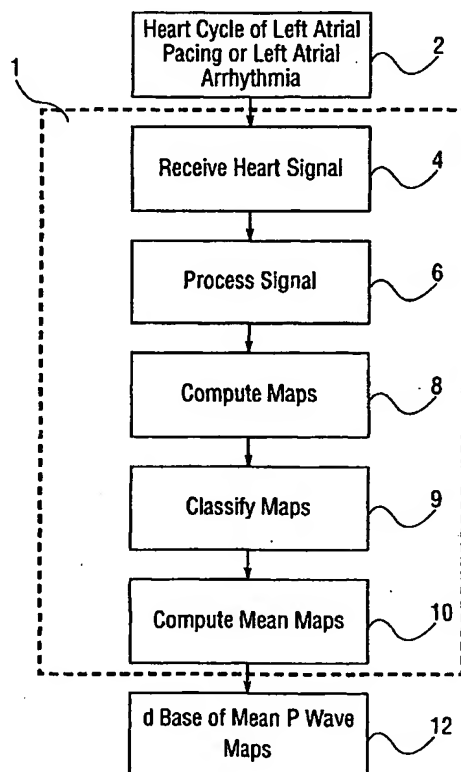 Heart Cycle of Left Atrial
Pacing or Left Atrial
Arrhythmia
2
1
Receive Heart Signal
4
Process Signal
6
Compute Maps
8
Classify Maps
9
Compute Mean Maps
10
d Base of Mean P Wave
Maps
12